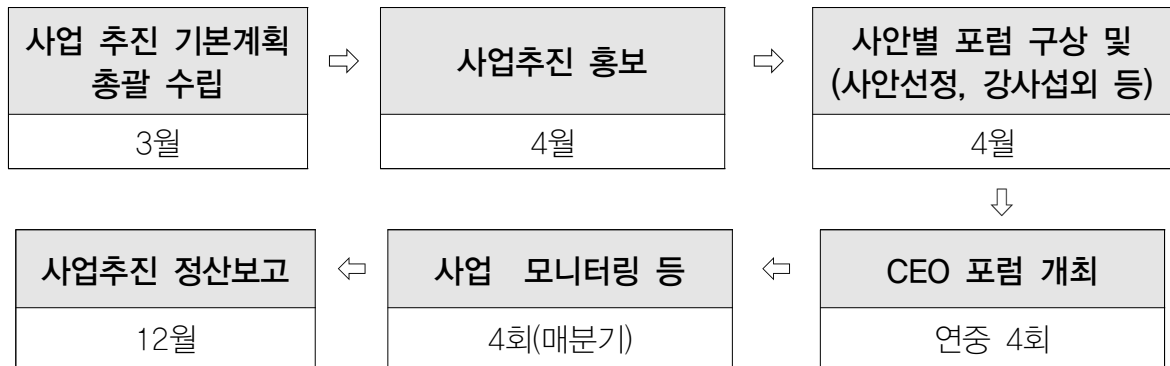 사업 추진 기본계획
총괄 수립
3월
⇨
사업추진 홍보
4월
⇨
사안별 포럼 구상 및
(사안선정, 강사섭외 등)
4월
⇩
CEO 포럼 개최
연중 4회
⇦
사업 모니터링 등
4회(매분기)
⇦
사업추진 정산보고
12월